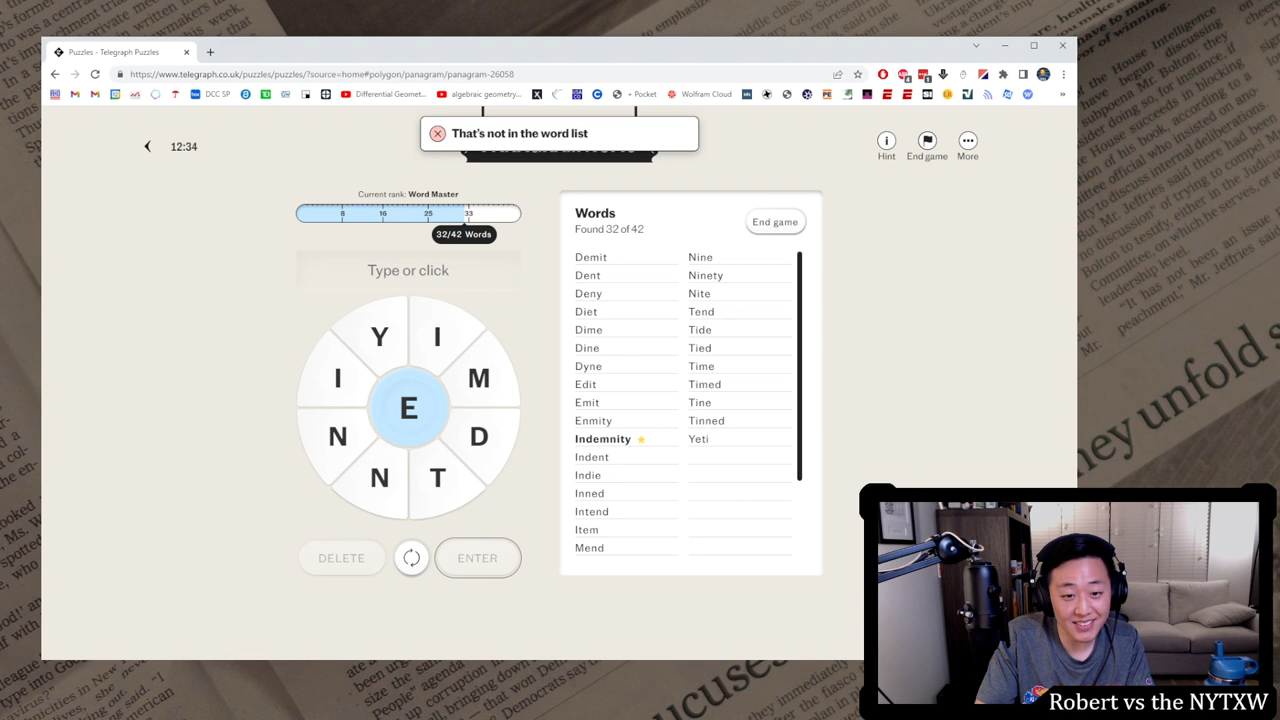 Puzzles - Telegraph Puzzles
https://www.telegraph.co.uk/puzzles/puzzles/?source=home#polygon/panagram/panagram-26058
DCC SP
Differential Geomet...
algebraic geometry...
+ Pocket
Wolfram Cloud
That's not in the word list
12:34
Hint
End game
More
Current rank: Word Master
8
16
25
33
32/42 Words
Type or click
Y
I
I
M
E
N
D
N
T
DELETE
ENTER
Words
Found 32 of 42
End game
Demit
Dent
Deny
Diet
Dime
Dine
Dyne
Edit
Emit
Enmity
Indemnity
Indent
Indie
Inned
Intend
Item
Mend
Nine
Ninety
Nite
Tend
Tide
Tied
Time
Timed
Tine
Tinned
Yeti
Robert vs the NYTXW